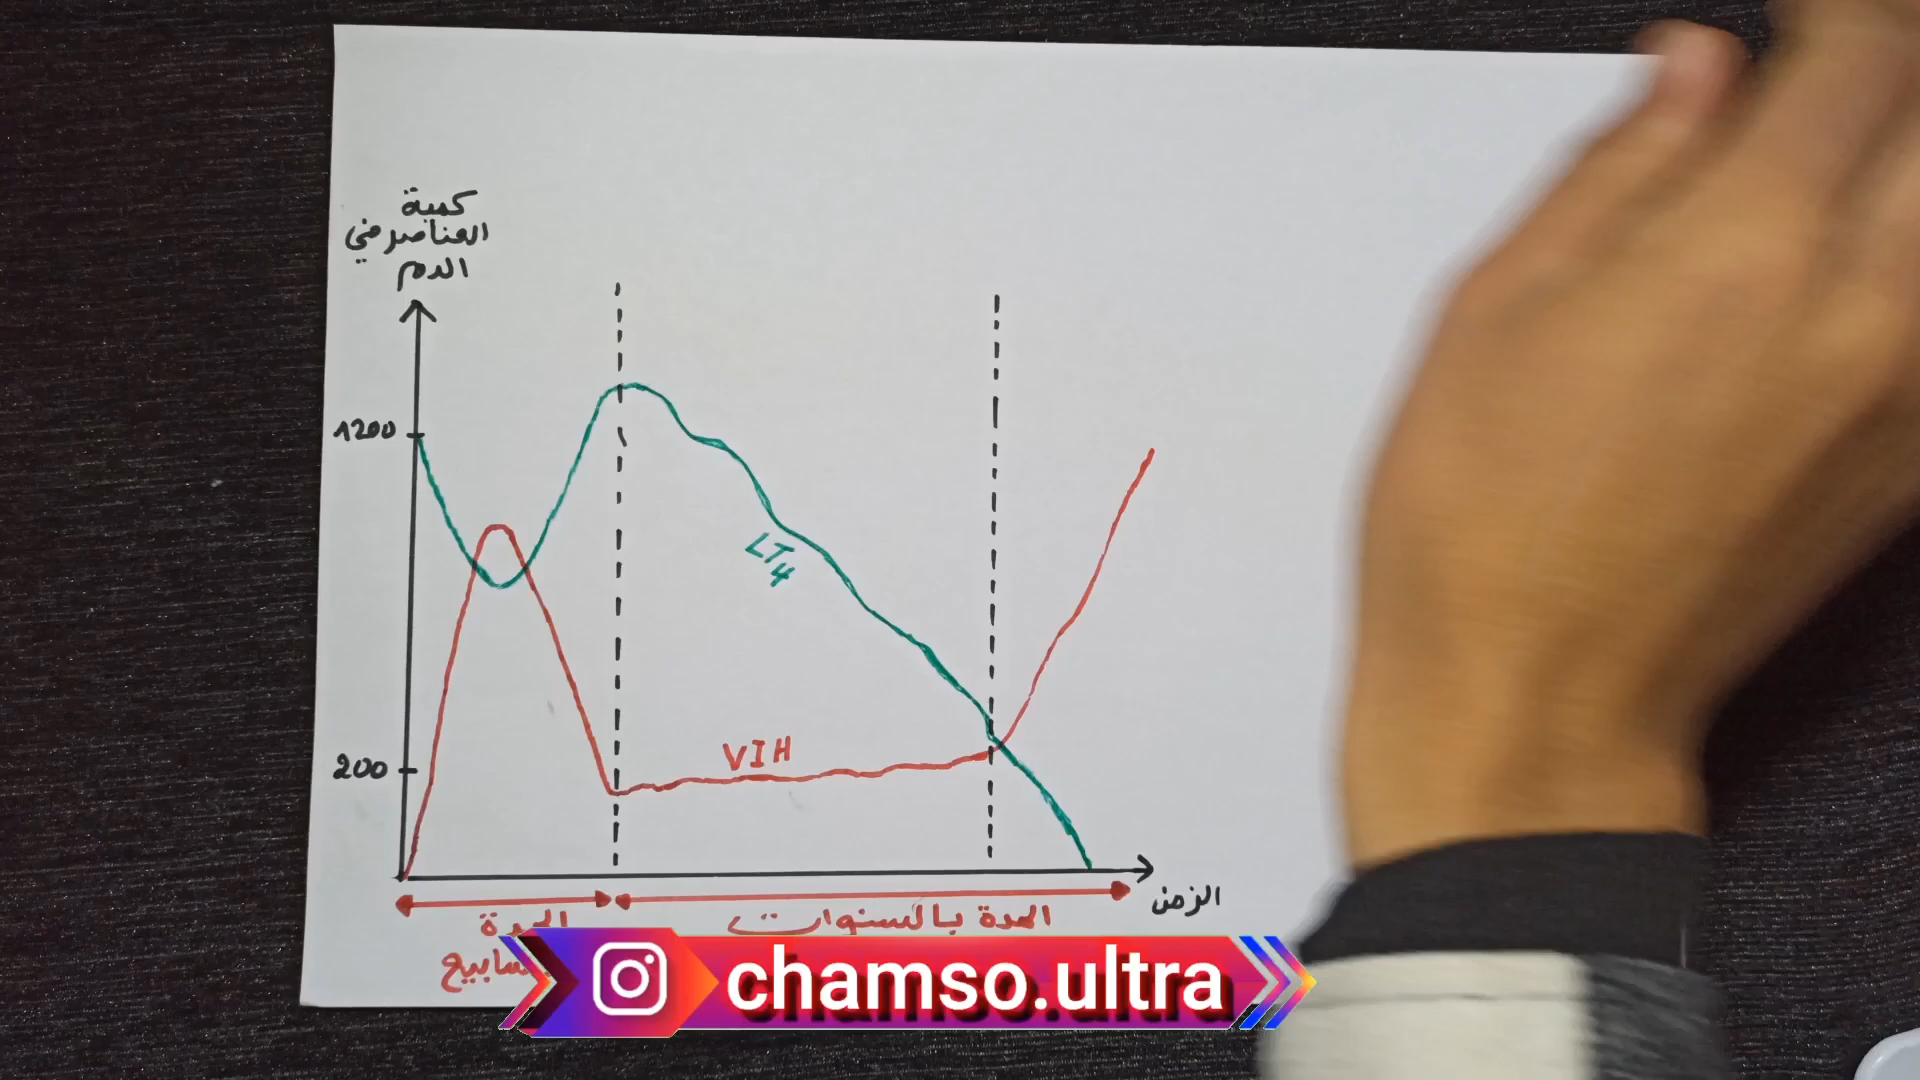 كمية
العناصر في
الدم
1200
LT4
VIH
200
الزمن
المدة
المدة بالسنوات
chamso.ultra